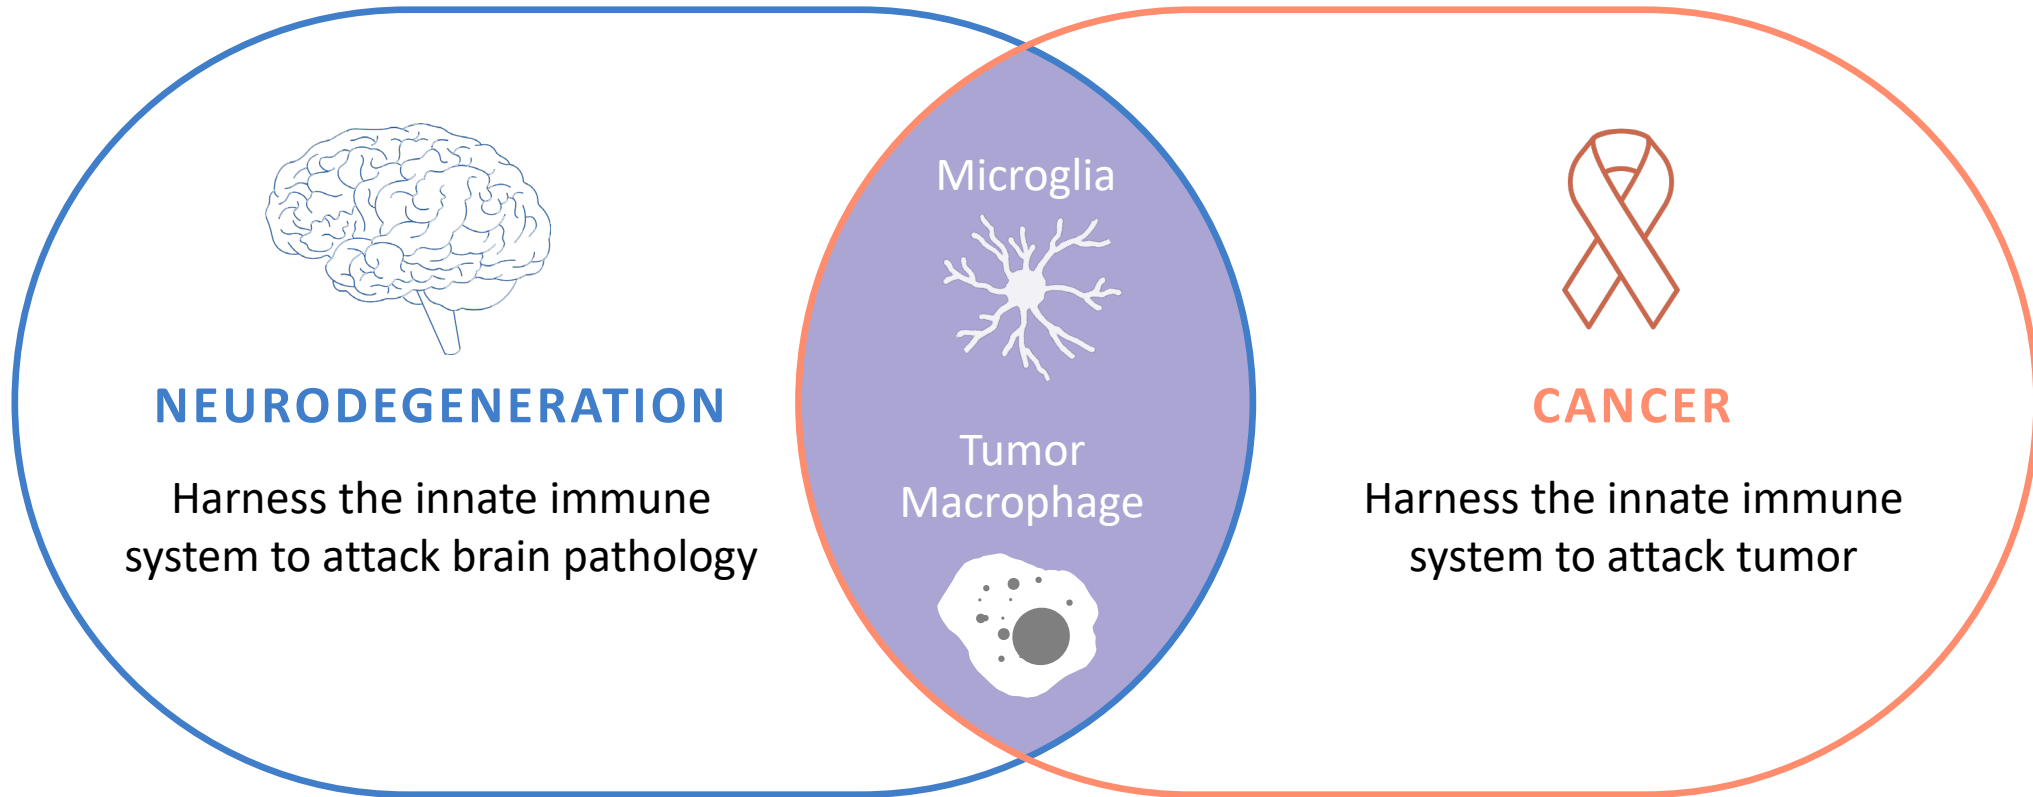 NEURODEGENERATION
Harness the innate immune
system to attack brain pathology
Microglia
Tumor
Macrophage
CANCER
Harness the innate immune
system to attack tumor